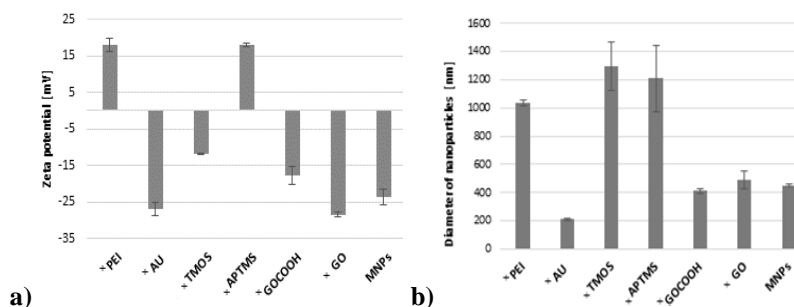 Zeta potential [mV]
25
15
5
-5
-15
-25
-35
* PEI
* AU
* TMOS
* APTMS
* GOCOOH
* GO
MNPs
a)
Diameter of nanoparticles [nm]
1600
1400
1200
1000
800
600
400
200
0
* PEI
* AU
* TMOS
* APTMS
* GOCOOH
* GO
MNPs
b)